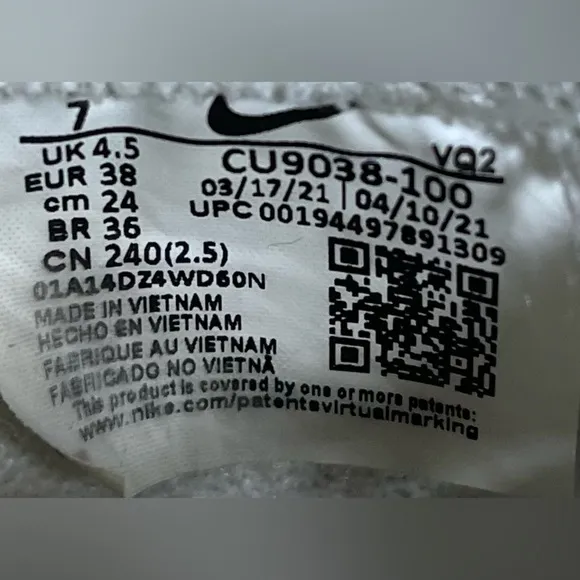 7
VQ2
UK 4.5
EUR 38
cm 24
BR 36
CN 240(2.5)
CU9038-100
03/17/21 | 04/10/21
UPC 00194497891309
01A14DZ4WD60N
MADE IN VIETNAM
HECHO EN VIETNAM
FABRIQUE AU VIETNAM
FABRICADO NO VIETNÃ
This product is covered by one or more patents:
www.nike.com/patentsvirtualmarking